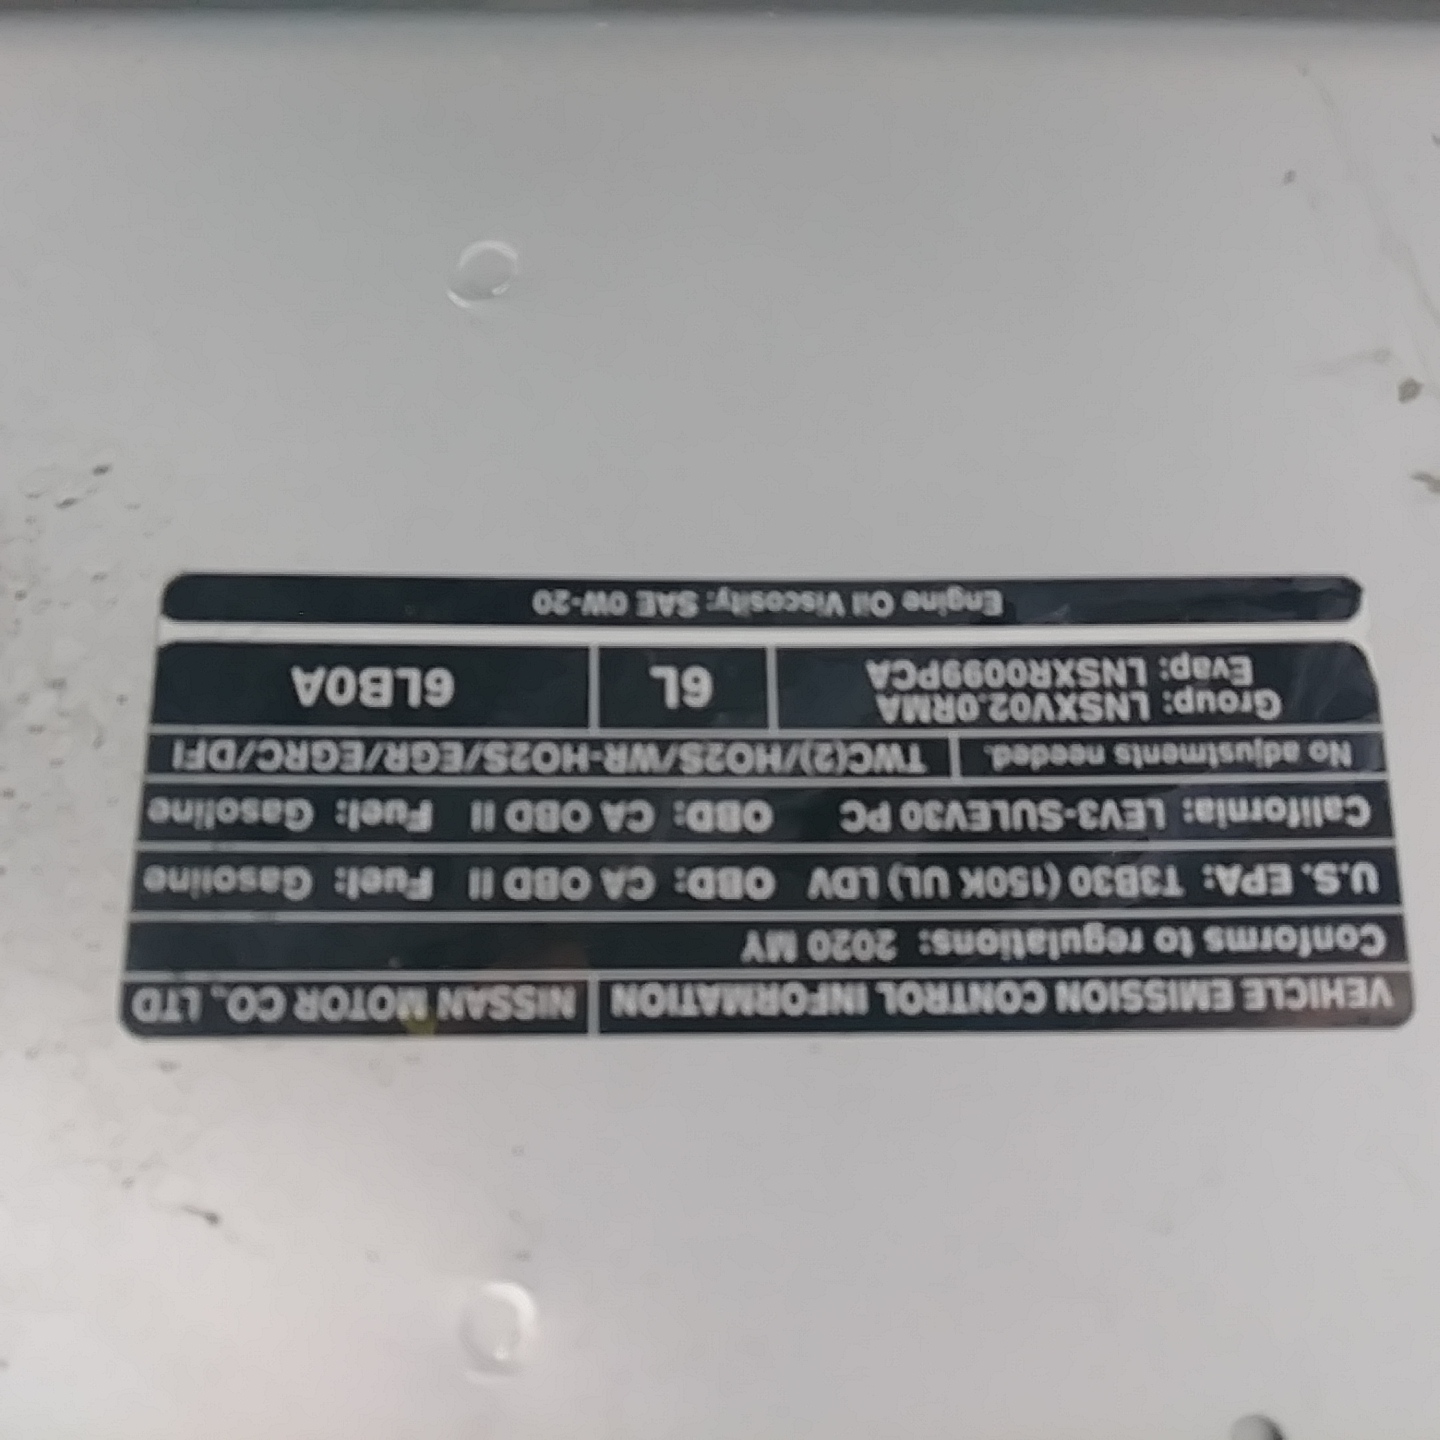 VEHICLE EMISSION CONTROL INFORMATION NISSAN MOTOR CO., LTD
Conforms to regulations: 2020 MY
U.S. EPA: T3B30 (150K UL) LDV OBD: CA OBD II Fuel: Gasoline
California: LEV3-SULEV30 PC OBD: CA OBD II Fuel: Gasoline
No adjustments needed. TWC(2)/HO2S/WR-HO2S/EGR/EGRC/DFI
Group: LNSXV02.0RMA
Evap: LNSXR0099PCA
6L
6LB0A
Engine Oil Viscosity: SAE 0W-20